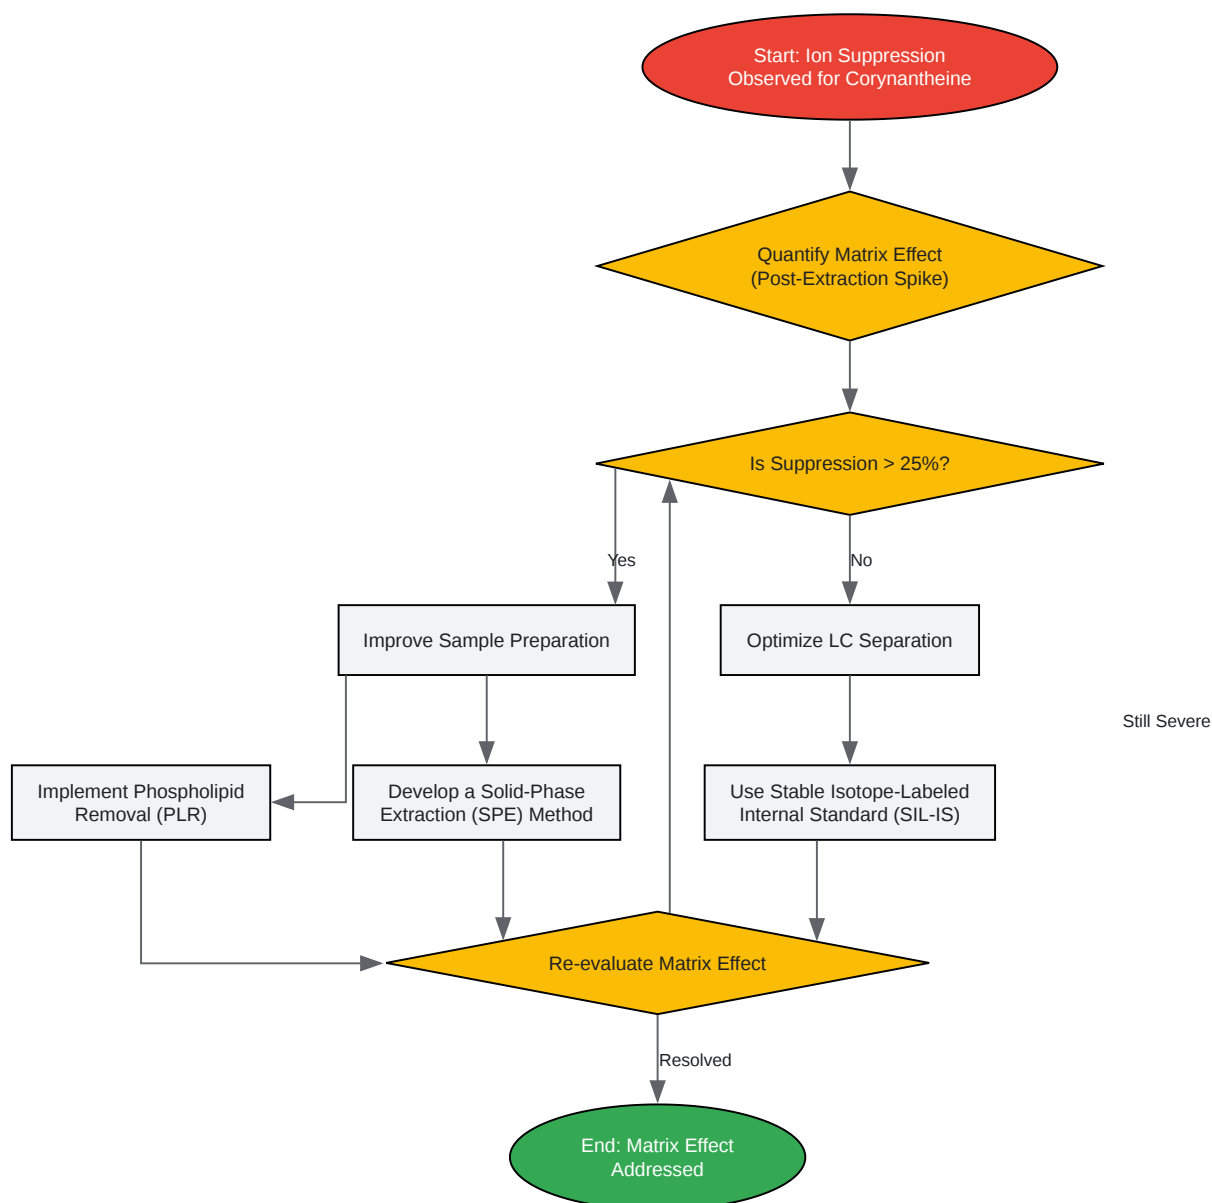 Start: Ion Suppression
Observed for Corynantheine
Quantify Matrix Effect
(Post-Extraction Spike)
Is Suppression > 25%?
Yes
No
Improve Sample Preparation
Optimize LC Separation
Still Severe
Implement Phospholipid
Removal (PLR)
Develop a Solid-Phase
Extraction (SPE) Method
Use Stable Isotope-Labeled
Internal Standard (SIL-IS)
Re-evaluate Matrix Effect
Resolved
End: Matrix Effect
Addressed